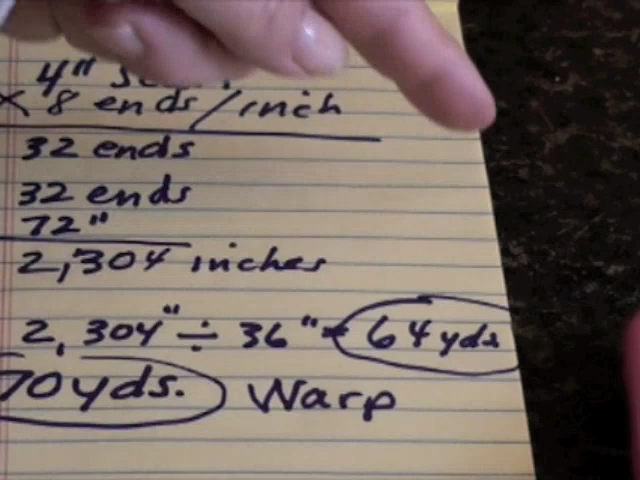 4"
× 8 ends/inch
32 ends
32 ends
72"
2,304 inches
2,304" ÷ 36" = 64 yds
70 yds. Warp